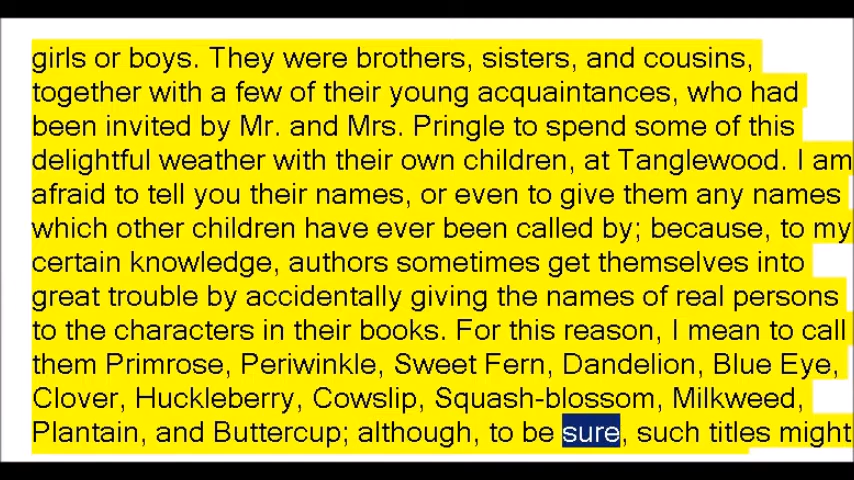 girls or boys. They were brothers, sisters, and cousins,
together with a few of their young acquaintances, who had
been invited by Mr. and Mrs. Pringle to spend some of this
delightful weather with their own children, at Tanglewood. I am
afraid to tell you their names, or even to give them any names
which other children have ever been called by; because, to my
certain knowledge, authors sometimes get themselves into
great trouble by accidentally giving the names of real persons
to the characters in their books. For this reason, I mean to call
them Primrose, Periwinkle, Sweet Fern, Dandelion, Blue Eye,
Clover, Huckleberry, Cowslip, Squash-blossom, Milkweed,
Plantain, and Buttercup; although, to be sure, such titles might